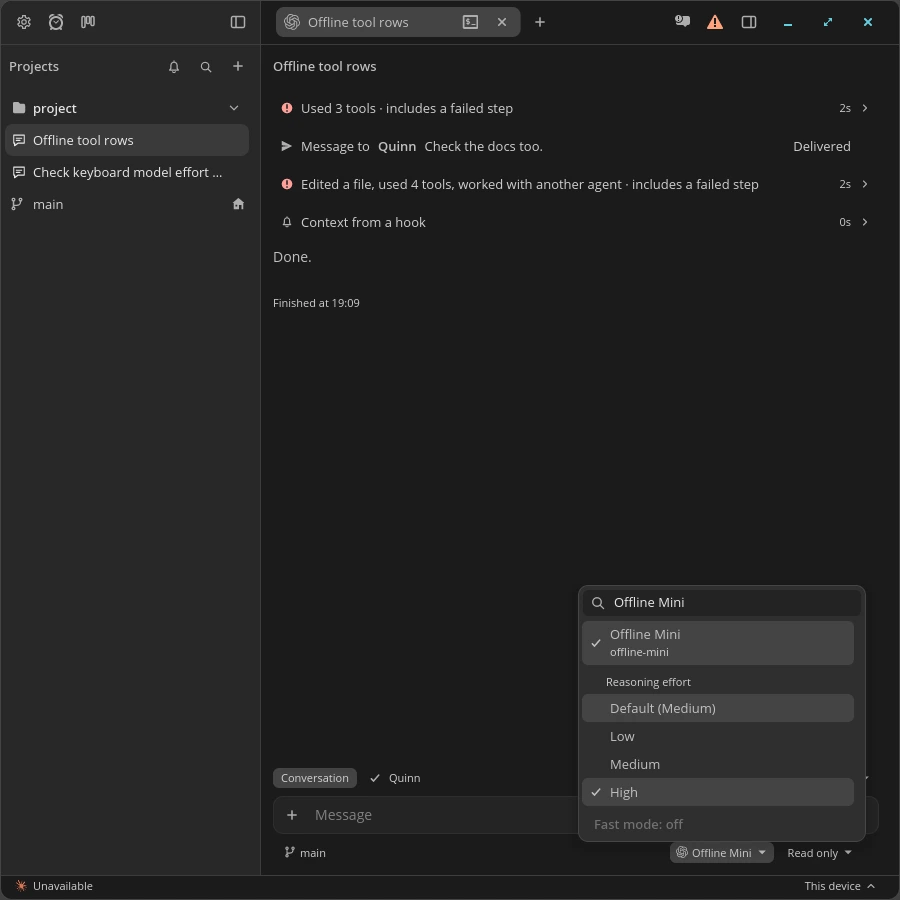 Offline tool rows
Projects
project
Offline tool rows
Check keyboard model effort ...
main
Offline tool rows
Used 3 tools · includes a failed step 2s
Message to Quinn Check the docs too. Delivered
Edited a file, used 4 tools, worked with another agent · includes a failed step 2s
Context from a hook 0s
Done.
Finished at 19:09
Offline Mini
Offline Mini
offline-mini
Reasoning effort
Default (Medium)
Low
Medium
High
Fast mode: off
Conversation Quinn
Message
main Offline Mini Read only
Unavailable This device